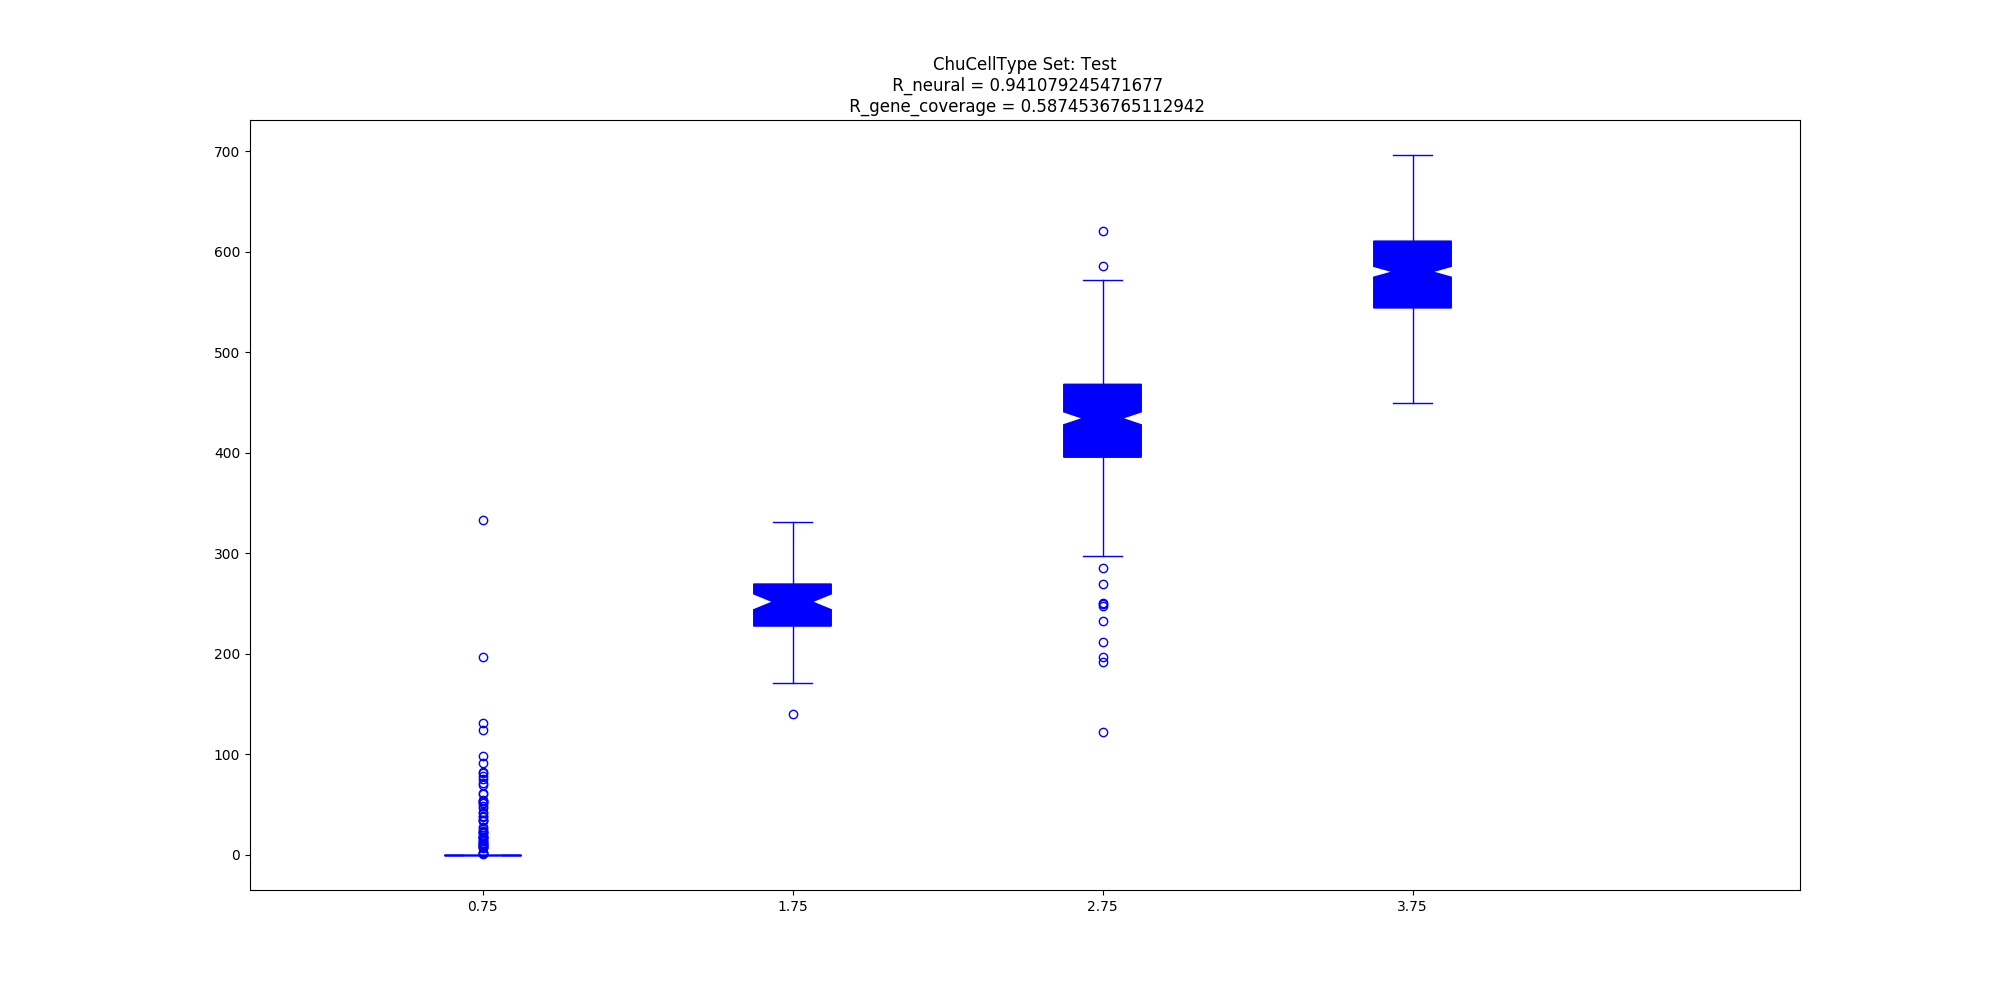 ChuCellType Set: Test
R_neural = 0.941079245471677
R_gene_coverage = 0.5874536765112942
700
600
500
400
300
200
100
0
0.75 1.75 2.75 3.75